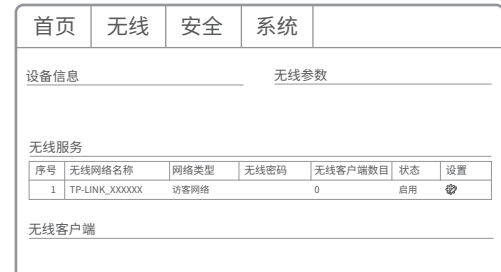 首页 无线 安全 系统
设备信息 无线参数
无线服务
序号 无线网络名称 网络类型 无线密码 无线客户端数目 状态 设置
1 TP-LINK_XXXXXX 访客网络 0 启用
无线客户端